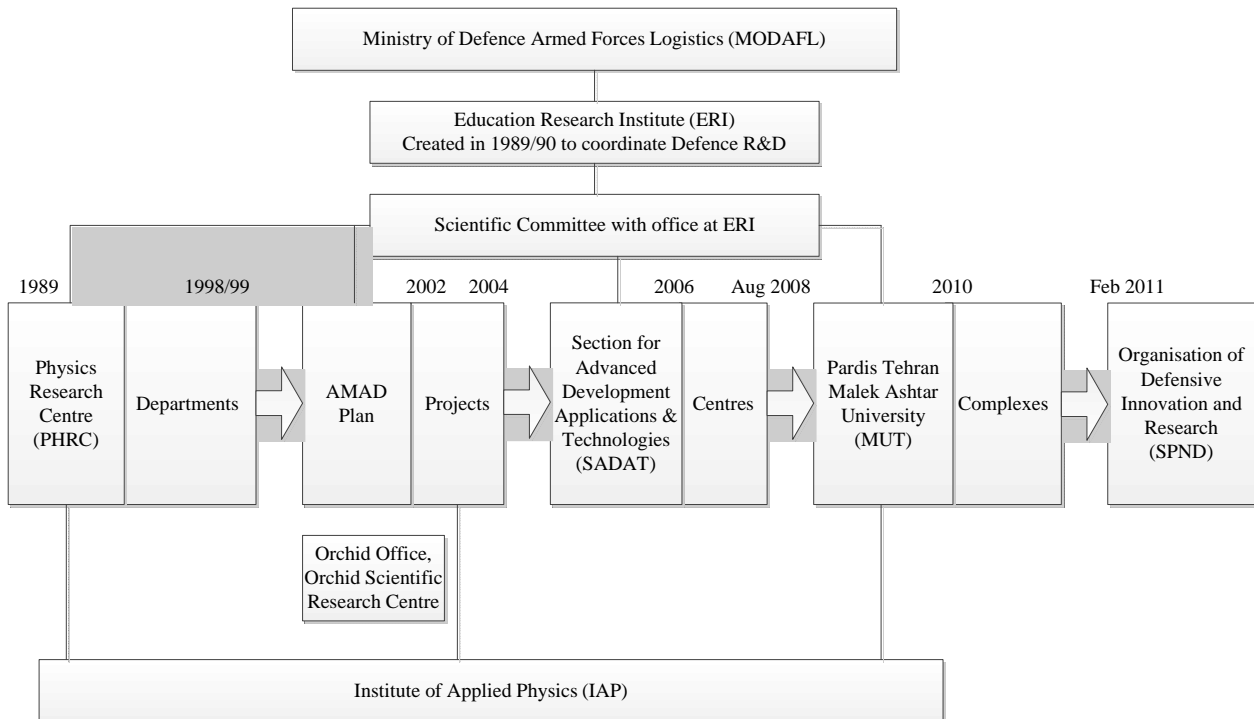 Ministry of Defence Armed Forces Logistics (MODAFL)
Education Research Institute (ERI)
Created in 1989/90 to coordinate Defence R&D
Scientific Committee with office at ERI
1989
1998/99
2002
2004
2006
Aug 2008
2010
Feb 2011
Physics
Research
Centre
(PHRC)
Departments
AMAD
Plan
Projects
Section for
Advanced
Development
Applications &
Technologies
(SADAT)
Centres
Pardis Tehran
Malek Ashtar
University
(MUT)
Complexes
Organisation of
Defensive
Innovation and
Research
(SPND)
Orchid Office,
Orchid Scientific
Research Centre
Institute of Applied Physics (IAP)